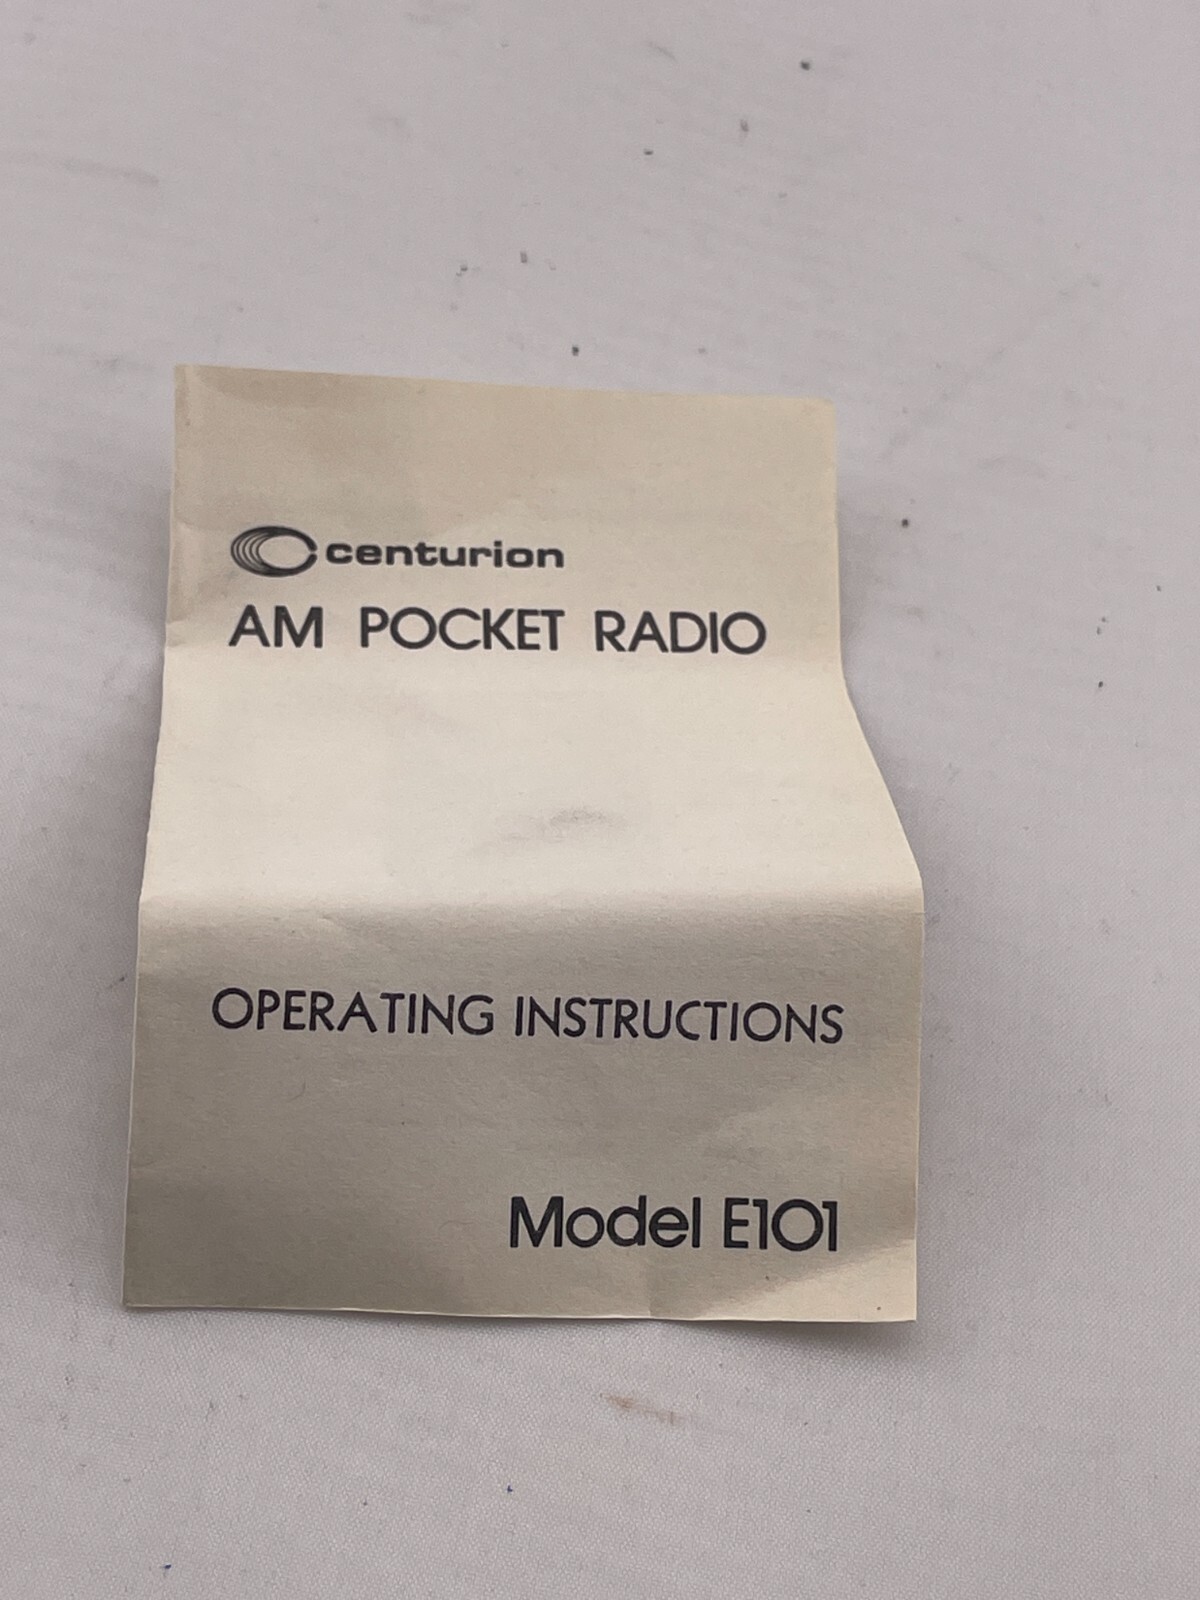 centurion
AM POCKET RADIO
OPERATING INSTRUCTIONS
Model E101